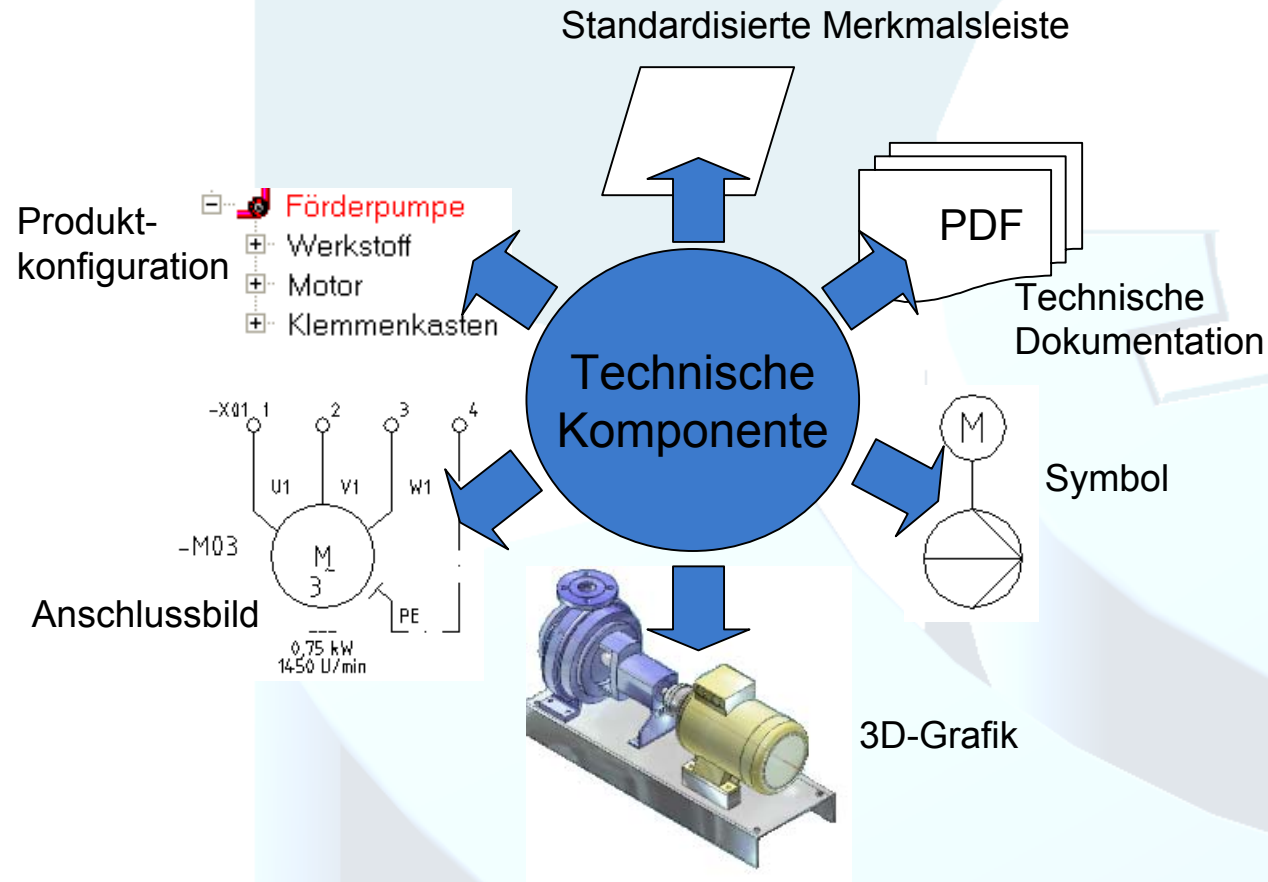 Standardisierte Merkmalsleiste
Produkt-
konfiguration
Förderpumpe
Werkstoff
Motor
Klemmenkasten
PDF
Technische
Dokumentation
Technische
Komponente
-X01 1 2 3 4
U1 V1 W1
-M03
M
3~
PE
0,75 kW
1450 U/min
Anschlussbild
M
Symbol
3D-Grafik